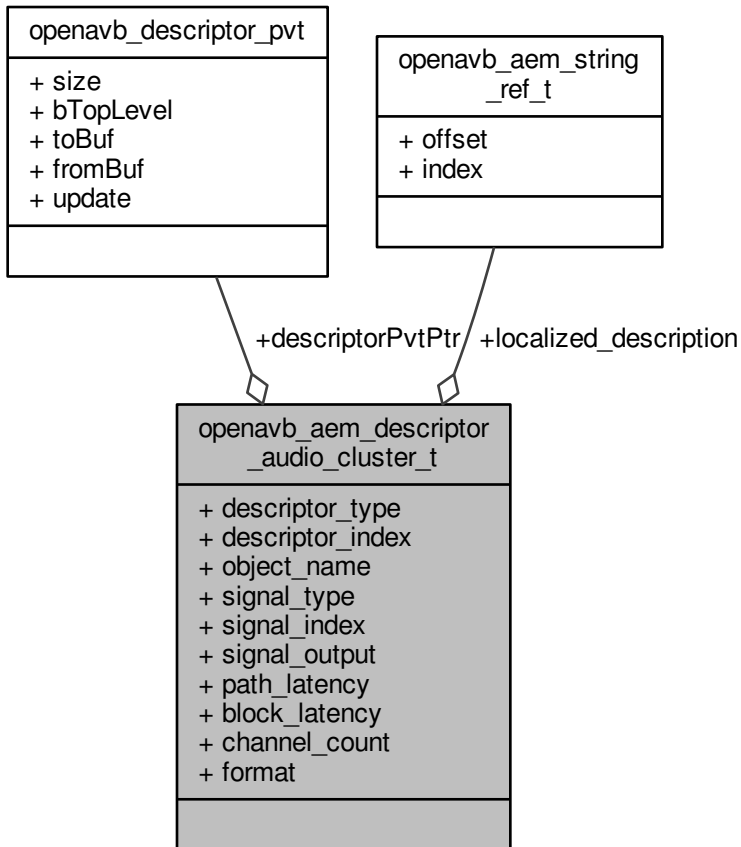 openavb_descriptor_pvt
+ size
+ bTopLevel
+ toBuf
+ fromBuf
+ update
openavb_aem_string
_ref_t
+ offset
+ index
+descriptorPvtPtr
+localized_description
openavb_aem_descriptor
_audio_cluster_t
+ descriptor_type
+ descriptor_index
+ object_name
+ signal_type
+ signal_index
+ signal_output
+ path_latency
+ block_latency
+ channel_count
+ format